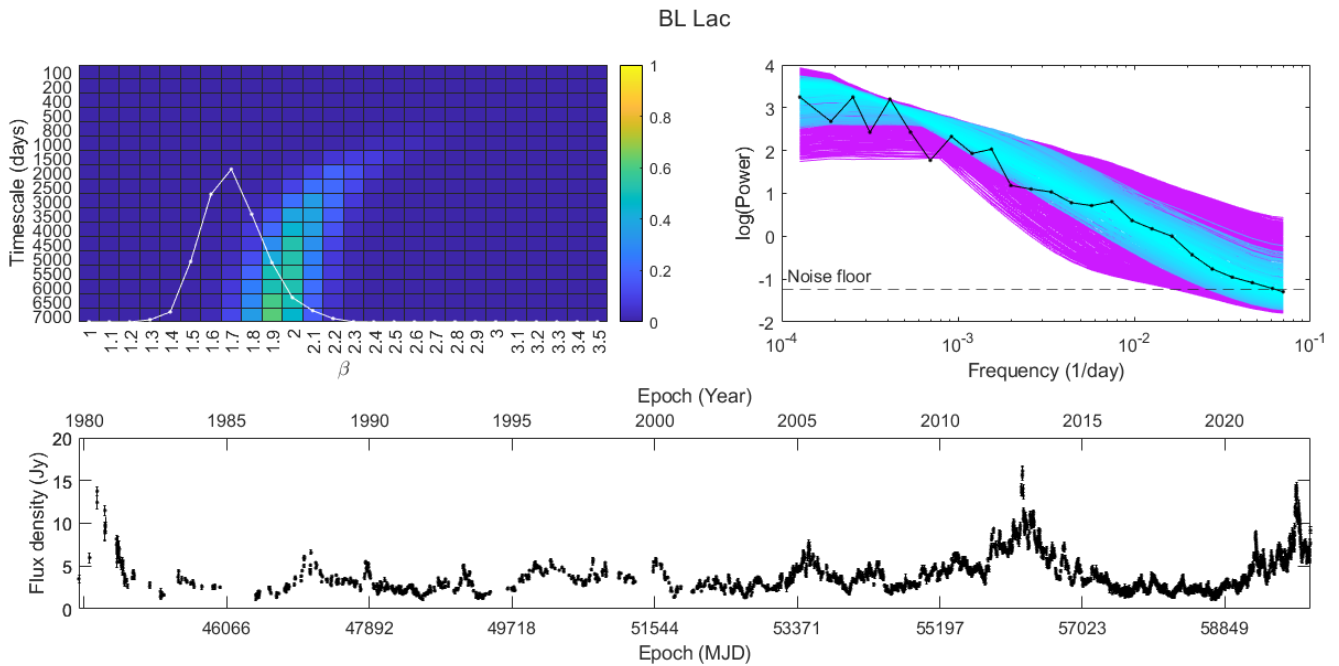 BL Lac
Timescale (days)
100
200
400
500
800
1000
1500
2000
3000
3500
4000
4500
5000
5500
6000
6500
7000
1 1.1 1.2 1.3 1.4 1.5 1.6 1.7 1.8 1.9 2 2.1 2.2 2.3 2.4 2.5 2.6 2.7 2.8 2.9 3 3.1 3.2 3.3 3.4 3.5
β
1
0.8
0.6
0.4
0.2
0
log(Power)
4
3
2
1
0
-1
-2
Noise floor
10-4 10-3 10-2 10-1
Frequency (1/day)
Epoch (Year)
1980 1985 1990 1995 2000 2005 2010 2015 2020
Flux density (Jy)
20
15
10
5
0
46066 47892 49718 51544 53371 55197 57023 58849
Epoch (MJD)